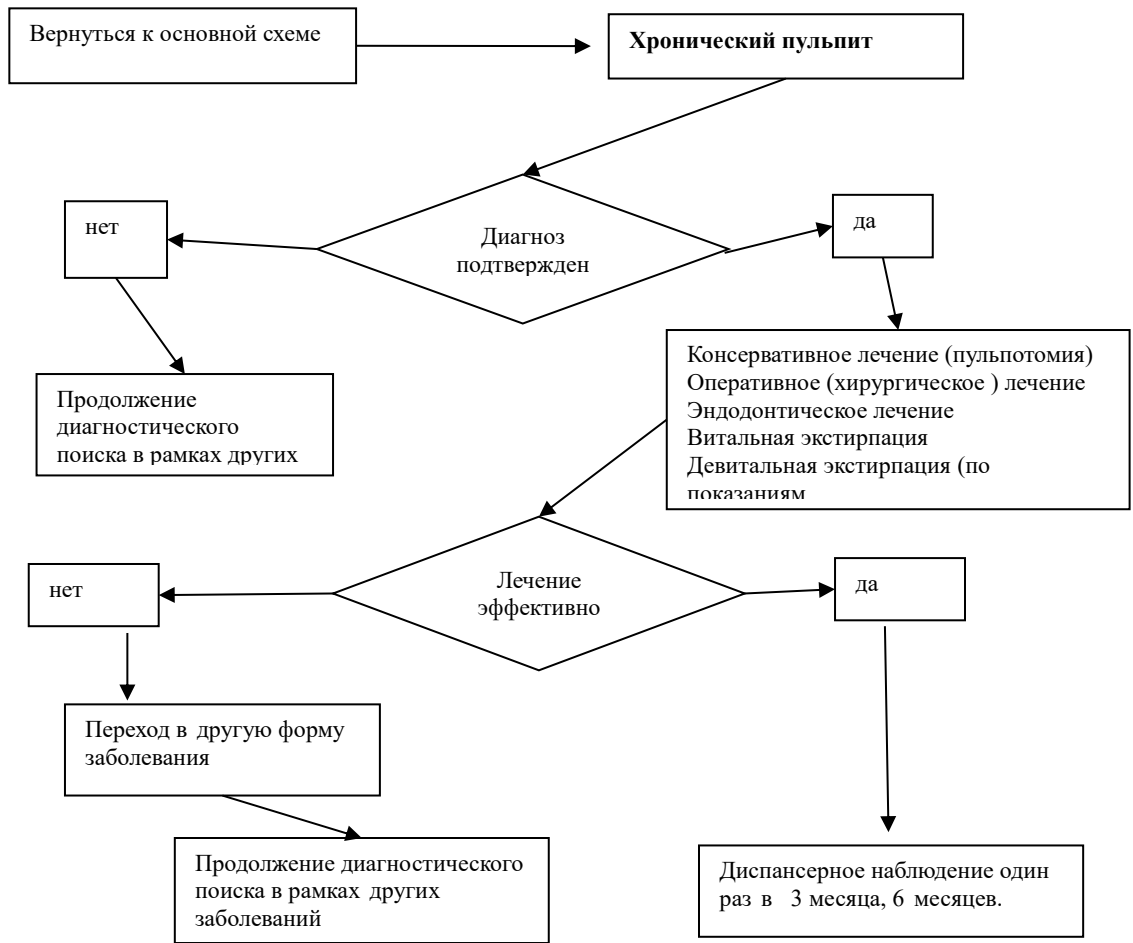 Вернуться к основной схеме
Хронический пульпит
нет
Диагноз
подтвержден
да
Продолжение
диагностического
поиска в рамках других
Консервативное лечение (пульпотомия)
Оперативное (хирургическое ) лечение
Эндодонтическое лечение
Витальная экстирпация
Девитальная экстирпация (по
показаниям
нет
Лечение
эффективно
да
Переход в другую форму
заболевания
Продолжение диагностического
поиска в рамках других
заболеваний
Диспансерное наблюдение один
раз в 3 месяца, 6 месяцев.